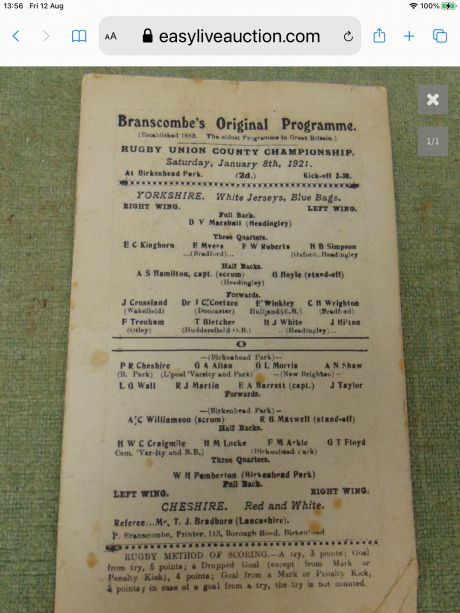 13:56 Fri 12 Aug
100%
AA easyliveauction.com
1/1
Branscombe's Original Programme.
(Established 1882. The oldest Programme in Great Britain.)
RUGBY UNION COUNTY CHAMPIONSHIP.
Saturday, January 8th, 1921.
At Birkenhead Park. (2d.) Kick-off 2-30.
YORKSHIRE. White Jerseys, Blue Bags.
RIGHT WING. LEFT WING.
Full Back.
D V Marshall (Headingley)
Three Quarters.
E C Kinghorn E Myers F W Roberts H B Simpson
...(Bradford)... (Oxford..Headingley
Half Backs.
A S Hamilton, capt. (scrum) G Hoyle (stand-off)
(Headingley)
Forwards.
J Crossland Dr I C Coetzee E Winkley C H Wrighton
(Wakefield) (Doncaster) Hull and (E.B.) (Bradford)
F Trenham T Bletcher H J White J Hilton
(Otley) (Huddersfield O.B.) ..(Headingley)...
O
—(Birkenhead Park)—
P R Cheshire G A Allan G L Morris A N Shaw
(B. Park) (L'pool 'Varsity and Park) —(New Brighton)—
L G Wall R J Martin E A Barrett (capt.) J Taylor
Forwards.
—(Birkenhead Park)—
A C Williamson (scrum) R B Maxwell (stand-off)
Half Backs.
H W C Craigmile H M Locke F M Arkle G T Floyd
Cam. 'Varsity and N.B.) (Birkenhead Park)
Three Quarters.
W H Pemberton (Birkenhead Park)
Full Back.
LEFT WING. RIGHT WING.
CHESHIRE. Red and White.
Referee...Mr, T. J. Bradburn (Lancashire).
P. Branscombe, Printer, 113, Borough Road, Birkenhead
RUGBY METHOD OF SCORING.—A try, 3 points; Goal
from try, 5 points; a Dropped Goal (except from Mark or
Penalty Kick), 4 points; Goal from a Mark or Penalty Kick,
3 points; in case of a goal from a try, the try is not counted.